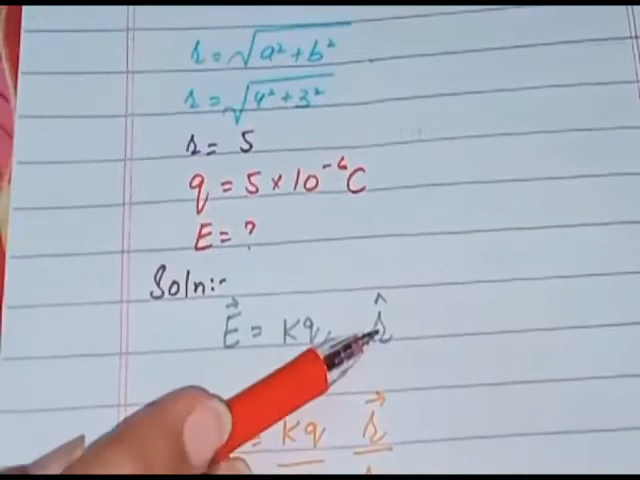 r = √a² + b²
r = √4² + 3²
r = 5
q = 5 × 10⁻⁶ C
E = ?
Soln:-
E⃗ = kq r̂
= kq r⃗